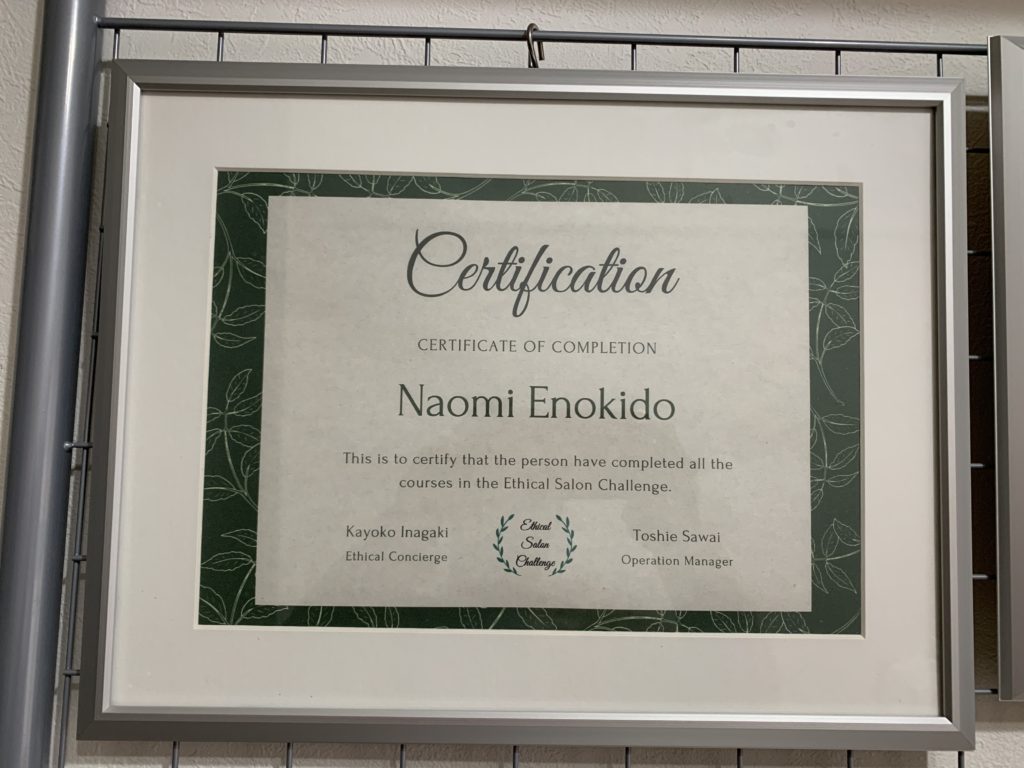 Certification
CERTIFICATE OF COMPLETION
Naomi Enokido
This is to certify that the person have completed all the
courses in the Ethical Salon Challenge.
Kayoko Inagaki
Ethical Concierge
Ethical
Salon
Challenge
Toshie Sawai
Operation Manager